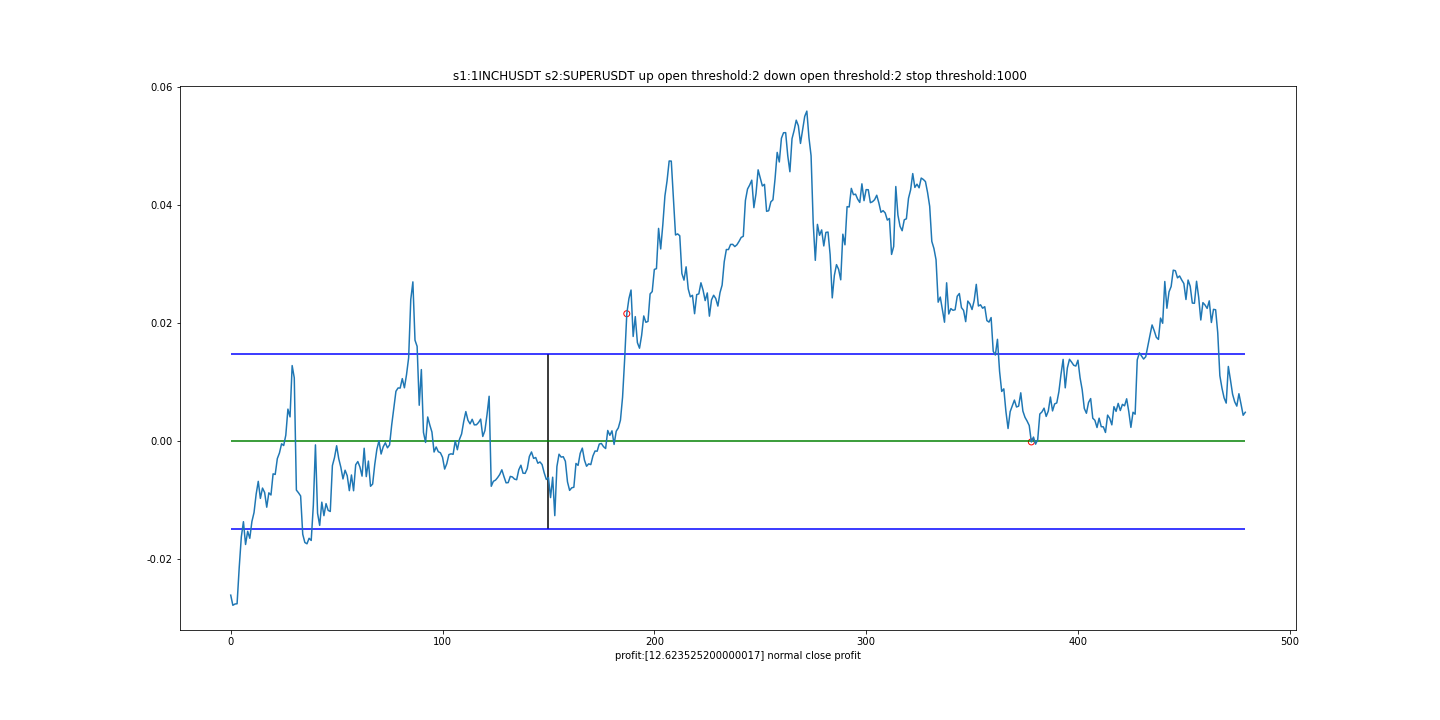 s1:1INCHUSDT s2:SUPERUSDT up open threshold:2 down open threshold:2 stop threshold:1000
0.06
0.04
0.02
0.00
-0.02
0 100 200 300 400 500
profit:[12.623525200000017] normal close profit